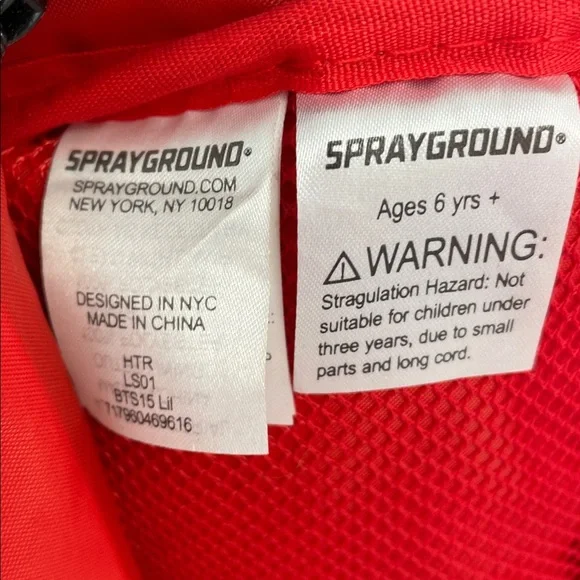 SPRAYGROUND®
SPRAYGROUND.COM
NEW YORK, NY 10018
DESIGNED IN NYC
MADE IN CHINA
HTR
LS01
BTS15 Lil
717960469616
SPRAYGROUND®
Ages 6 yrs +
⚠ WARNING:
Stragulation Hazard: Not
suitable for children under
three years, due to small
parts and long cord.